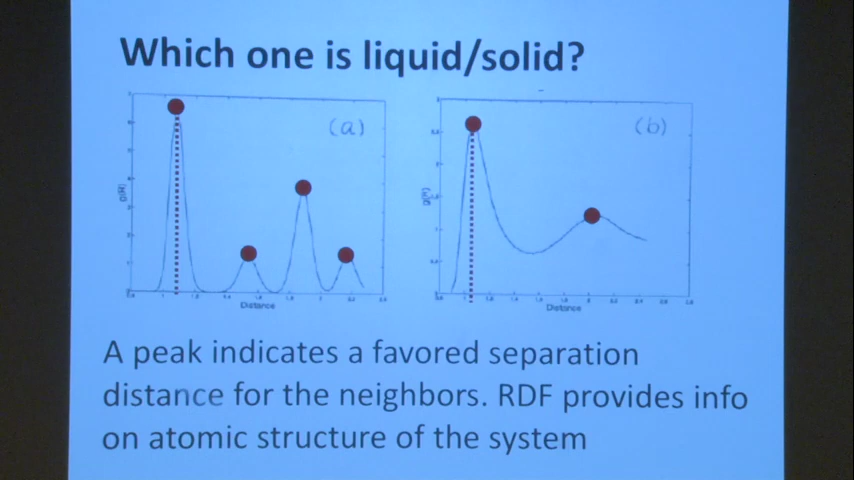 Which one is liquid/solid?
(a)
(b)
g(R)
g(R)
Distance
Distance
A peak indicates a favored separation
distance for the neighbors. RDF provides info
on atomic structure of the system